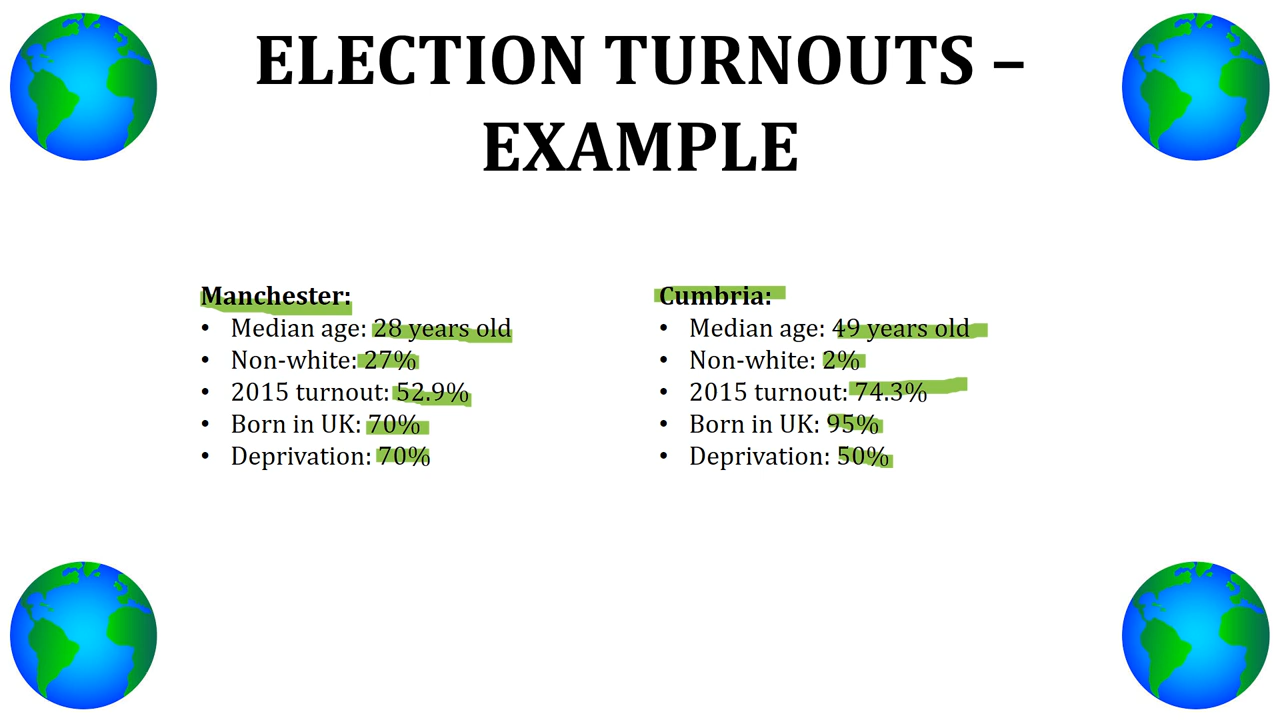 ELECTION TURNOUTS –
EXAMPLE
Manchester:
• Median age: 28 years old
• Non-white: 27%
• 2015 turnout: 52.9%
• Born in UK: 70%
• Deprivation: 70%
Cumbria:
• Median age: 49 years old
• Non-white: 2%
• 2015 turnout: 74.3%
• Born in UK: 95%
• Deprivation: 50%